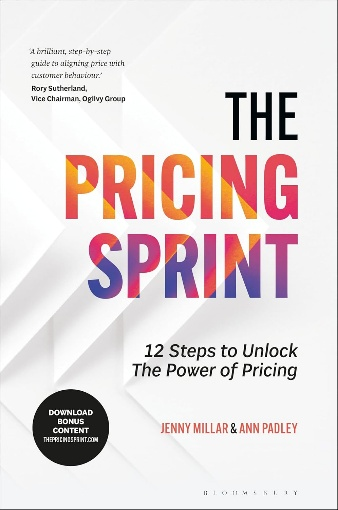 'A brilliant, step-by-step
guide to aligning price with
customer behaviour.'
Rory Sutherland,
Vice Chairman, Ogilvy Group
THE
PRICING
SPRINT
12 Steps to Unlock
The Power of Pricing
DOWNLOAD
BONUS
CONTENT
THEPRICINGSPRINT.COM
JENNY MILLAR & ANN PADLEY
BLOOMSBURY